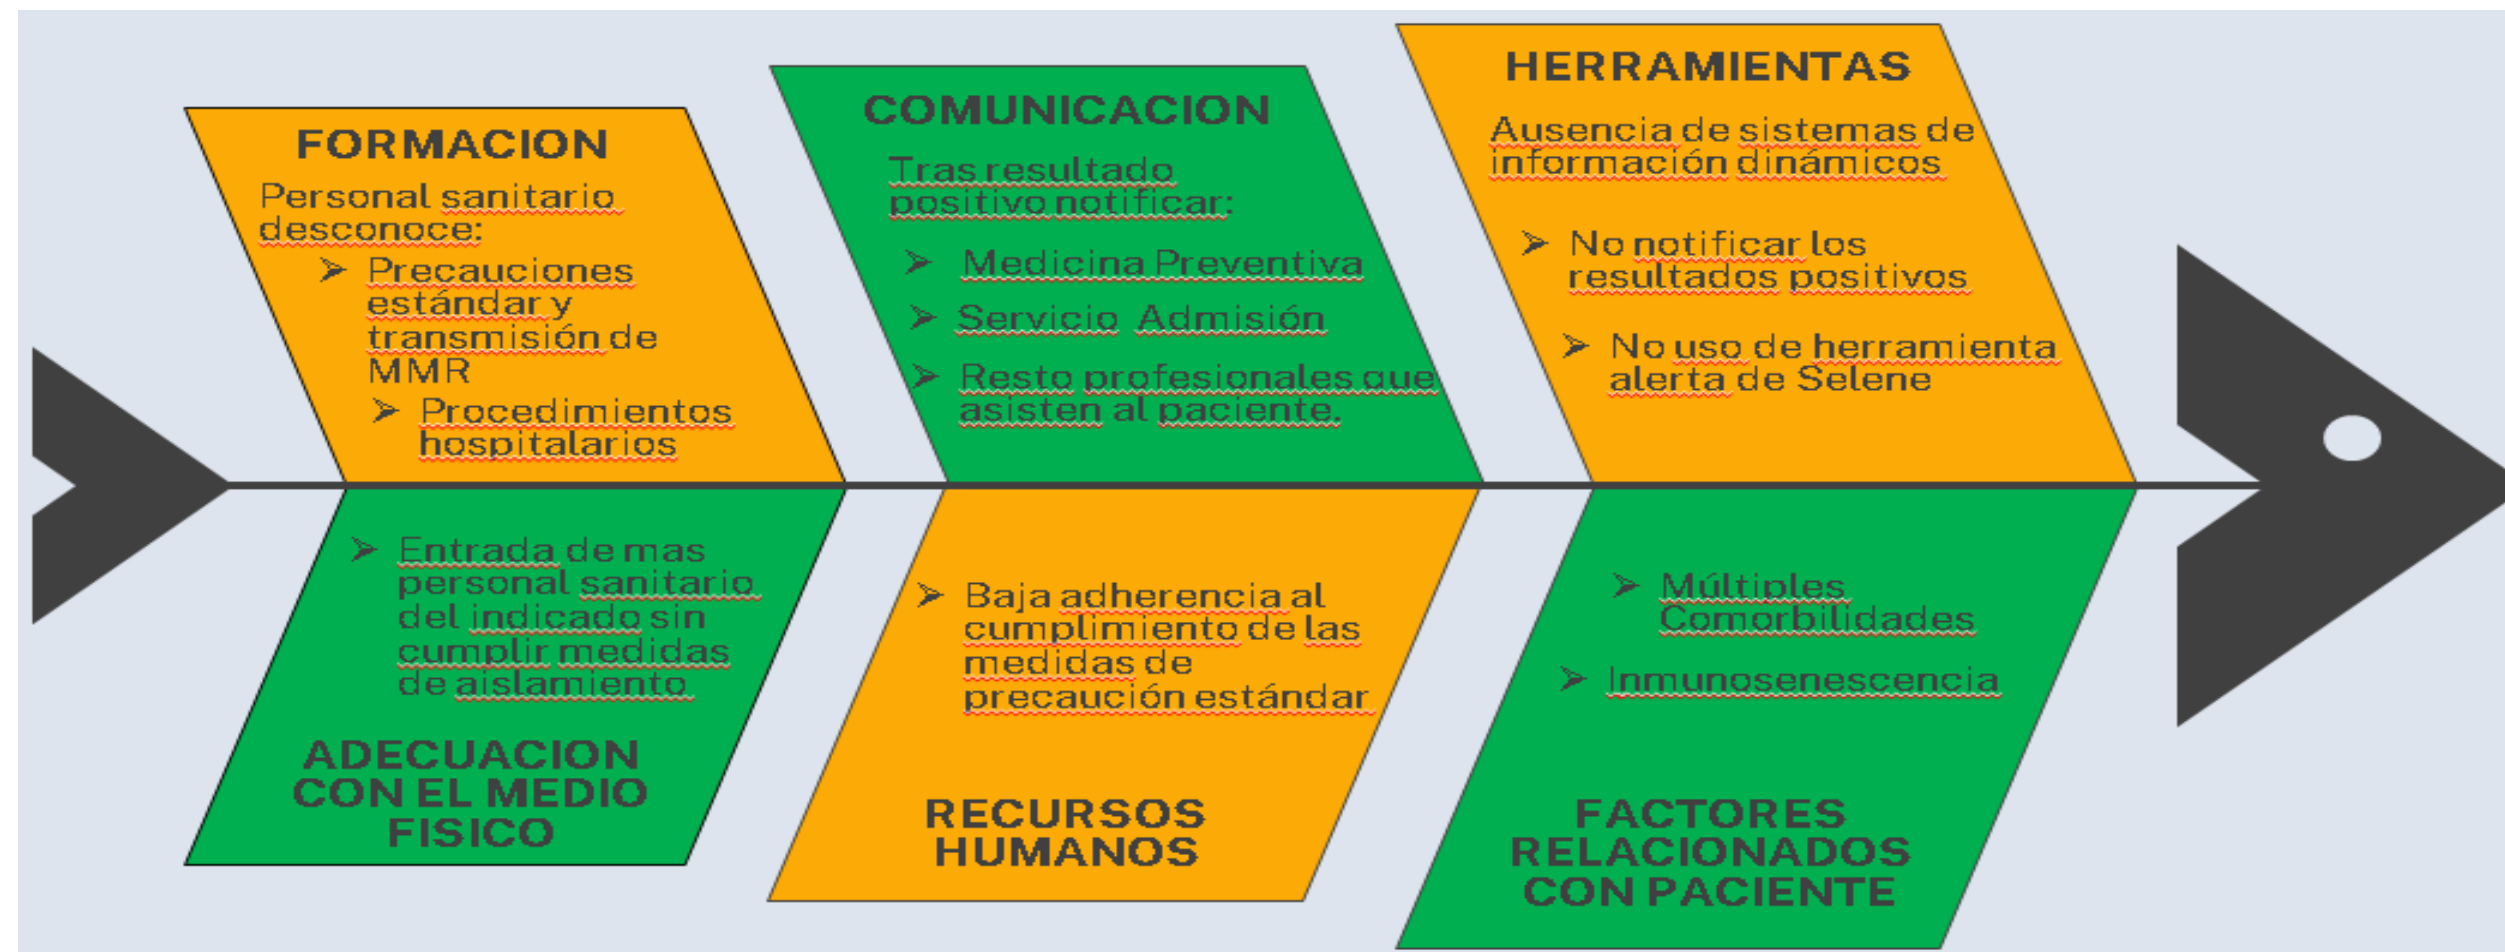 FORMACION
Personal sanitario
desconoce:
➢ Precauciones
estándar y
transmisión de
MMR
➢ Procedimientos
hospitalarios
COMUNICACION
Tras resultado
positivo notificar:
➢ Medicina Preventiva
➢ Servicio Admisión
➢ Resto profesionales que
asisten al paciente.
HERRAMIENTAS
Ausencia de sistemas de
información dinámicos
➢ No notificar los
resultados positivos
➢ No uso de herramienta
alerta de Selene
➢ Entrada de mas
personal sanitario
del indicado sin
cumplir medidas
de aislamiento
ADECUACION
CON EL MEDIO
FISICO
➢ Baja adherencia al
cumplimiento de las
medidas de
precaución estándar
RECURSOS
HUMANOS
➢ Múltiples
Comorbilidades
➢ Inmunosenescencia
FACTORES
RELACIONADOS
CON PACIENTE